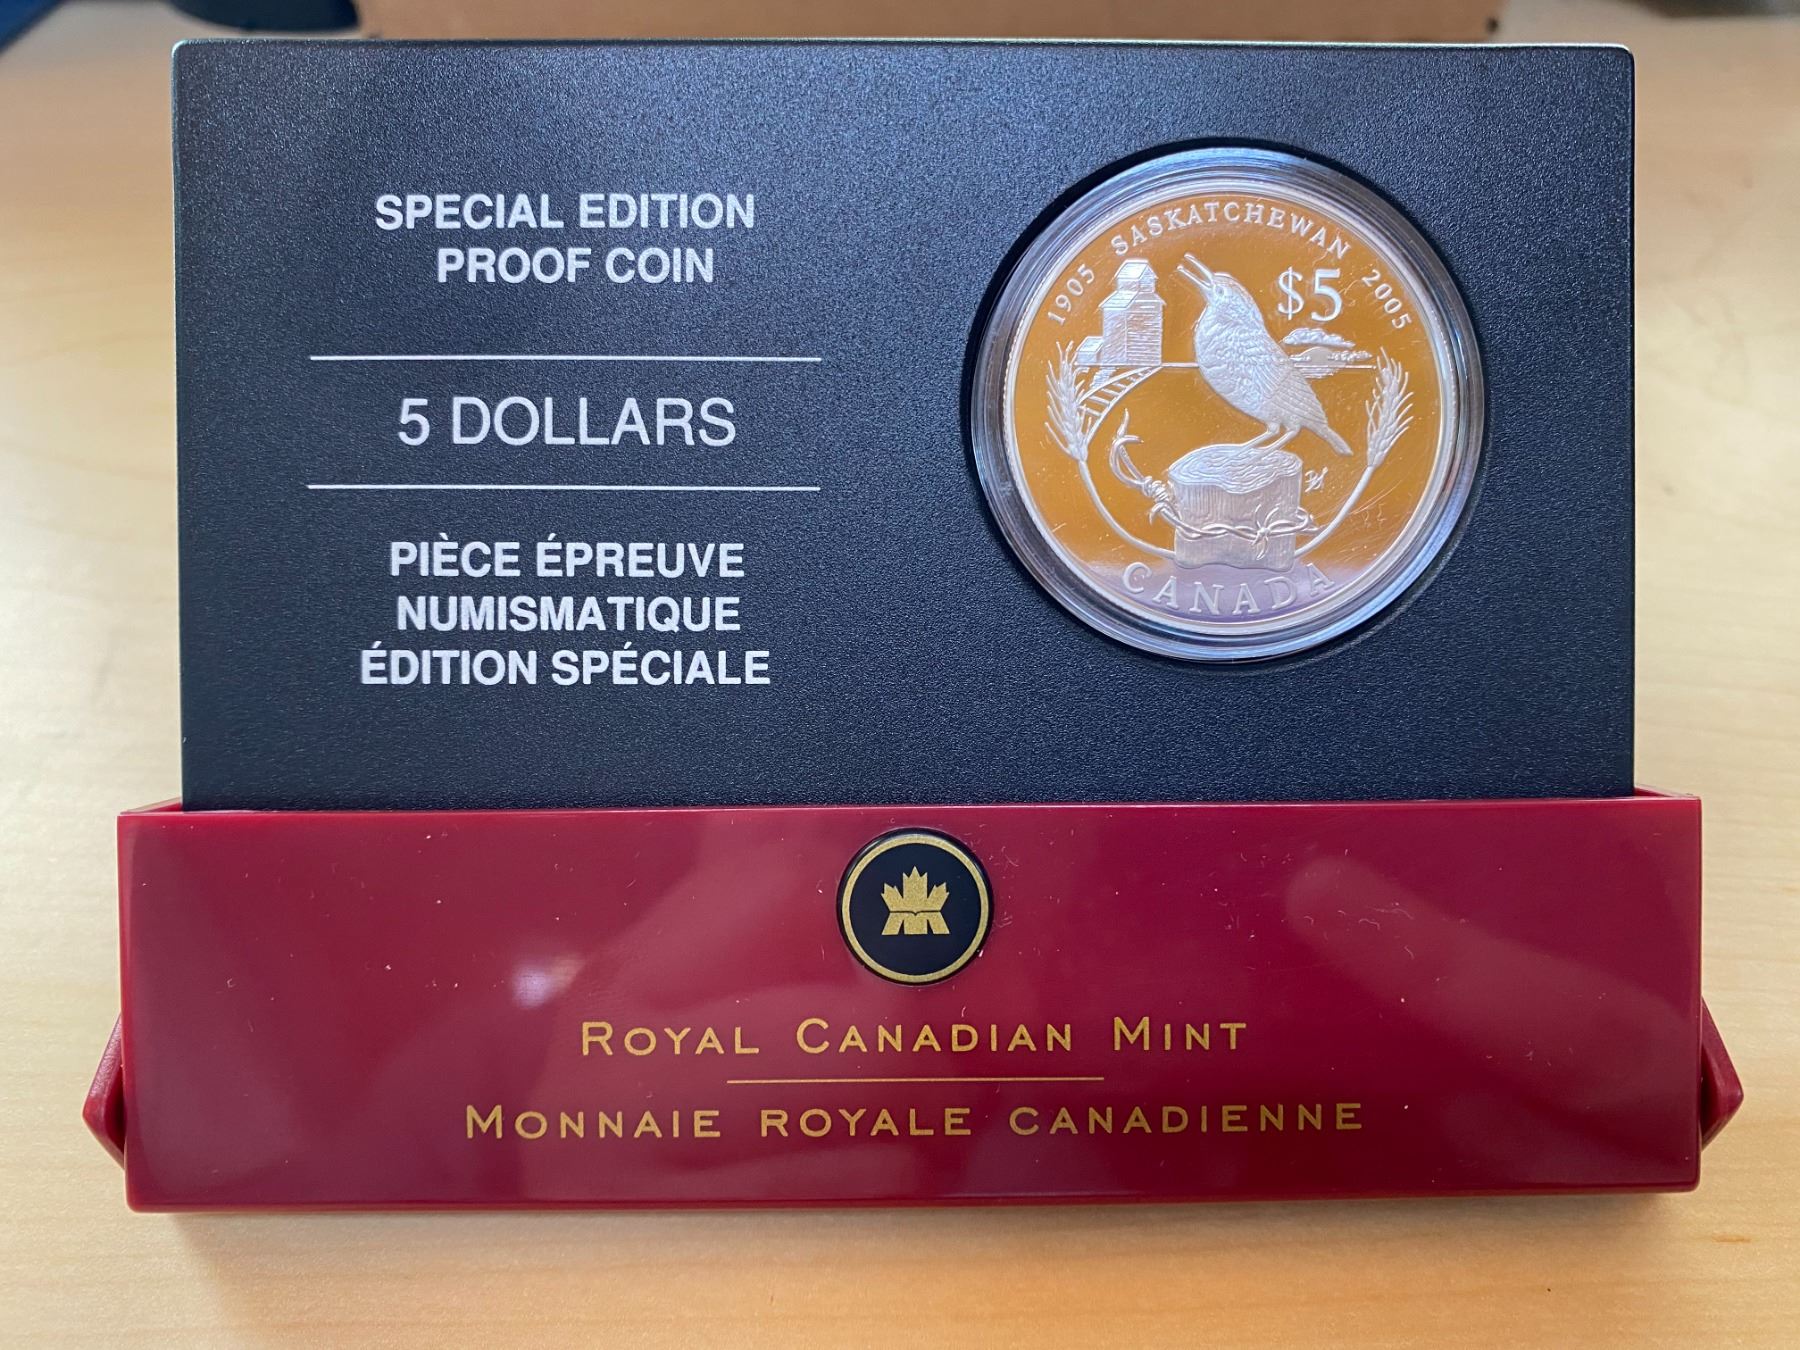 SPECIAL EDITION
PROOF COIN
5 DOLLARS
PIÈCE ÉPREUVE
NUMISMATIQUE
ÉDITION SPÉCIALE
1905 SASKATCHEWAN 2005
$5
CANADA
ROYAL CANADIAN MINT
MONNAIE ROYALE CANADIENNE